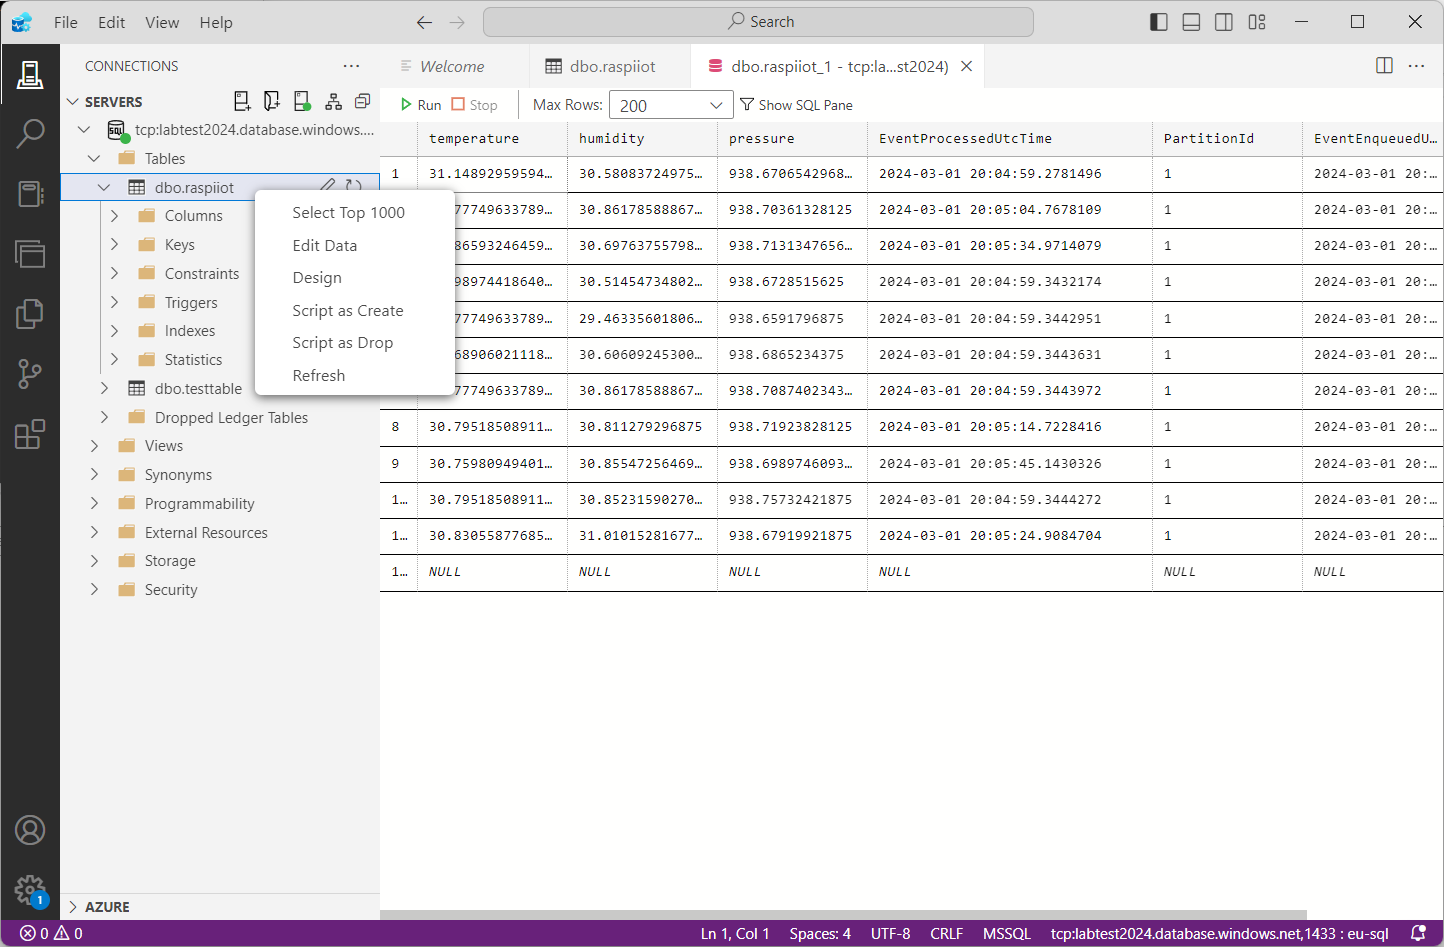 File Edit View Help Search
CONNECTIONS
Welcome dbo.raspiiot dbo.raspiiot_1 - tcp:la...st2024)
SERVERS
Run Stop Max Rows: 200 Show SQL Pane
tcp:labtest2024.database.windows....
Tables
dbo.raspiiot
Columns
Keys
Constraints
Triggers
Indexes
Statistics
dbo.testtable
Dropped Ledger Tables
Views
Synonyms
Programmability
External Resources
Storage
Security
AZURE
1
Select Top 1000
Edit Data
Design
Script as Create
Script as Drop
Refresh
temperature humidity pressure EventProcessedUtcTime PartitionId EventEnqueuedU...
1 31.14892959594... 30.58083724975... 938.6706542968... 2024-03-01 20:04:59.2781496 1 2024-03-01 20:...
77749633789... 30.86178588867... 938.70361328125 2024-03-01 20:05:04.7678109 1 2024-03-01 20:...
86593246459... 30.69763755798... 938.7131347656... 2024-03-01 20:05:34.9714079 1 2024-03-01 20:...
98974418640... 30.51454734802... 938.6728515625 2024-03-01 20:04:59.3432174 1 2024-03-01 20:...
77749633789... 29.46335601806... 938.6591796875 2024-03-01 20:04:59.3442951 1 2024-03-01 20:...
68906021118... 30.60609245300... 938.6865234375 2024-03-01 20:04:59.3443631 1 2024-03-01 20:...
77749633789... 30.86178588867... 938.7087402343... 2024-03-01 20:04:59.3443972 1 2024-03-01 20:...
8 30.79518508911... 30.811279296875 938.71923828125 2024-03-01 20:05:14.7228416 1 2024-03-01 20:...
9 30.75980949401... 30.85547256469... 938.6989746093... 2024-03-01 20:05:45.1430326 1 2024-03-01 20:...
1... 30.79518508911... 30.85231590270... 938.75732421875 2024-03-01 20:04:59.3444272 1 2024-03-01 20:...
1... 30.83055877685... 31.01015281677... 938.67919921875 2024-03-01 20:05:24.9084704 1 2024-03-01 20:...
1... NULL NULL NULL NULL NULL NULL
0 0 Ln 1, Col 1 Spaces: 4 UTF-8 CRLF MSSQL tcp:labtest2024.database.windows.net,1433 : eu-sql